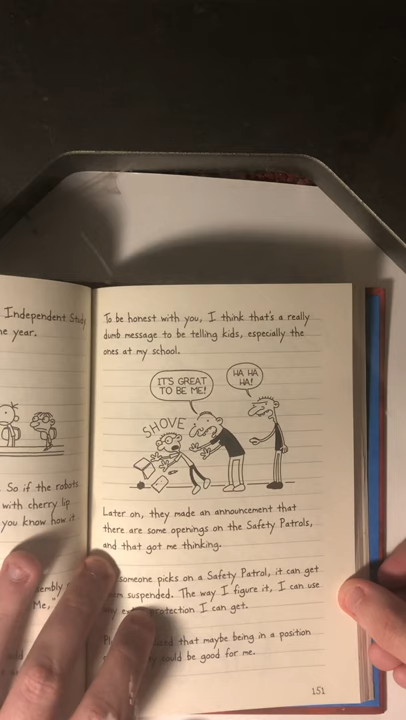 Independent Study
e year.
So if the robots
with cherry lip
you know how it
embly
Me,"
To be honest with you, I think that's a really
dumb message to be telling kids, especially the
ones at my school.
IT'S GREAT
TO BE ME!
HA HA
HA!
SHOVE
Later on, they made an announcement that
there are some openings on the Safety Patrols,
and that got me thinking.
someone picks on a Safety Patrol, it can get
suspended. The way I figure it, I can use
protection I can get.
that maybe being in a position
could be good for me.
151